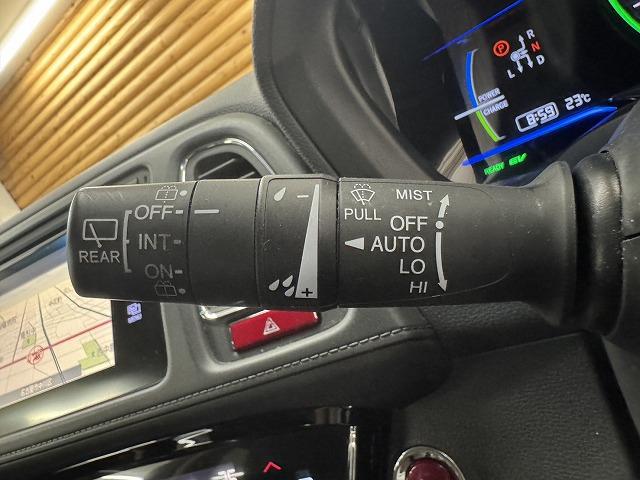 P
R
N
L D
POWER
CHARGE
8:59 23℃
READY EV
OFF
INT
REAR
ON
−
+
PULL
MIST
OFF
AUTO
LO
HI